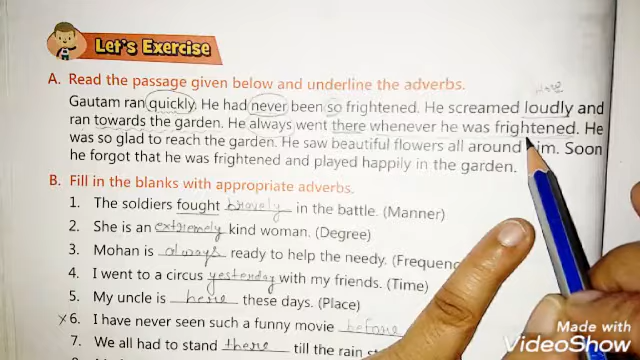 Let's Exercise
A. Read the passage given below and underline the adverbs.
Gautam ran quickly. He had never been so frightened. He screamed loudly and
ran towards the garden. He always went there whenever he was frightened. He
was so glad to reach the garden. He saw beautiful flowers all around him. Soon
he forgot that he was frightened and played happily in the garden.
B. Fill in the blanks with appropriate adverbs.
1. The soldiers fought bravely in the battle. (Manner)
2. She is an extremely kind woman. (Degree)
3. Mohan is always ready to help the needy. (Frequenc
4. I went to a circus yesterday with my friends. (Time)
5. My uncle is here these days. (Place)
x6. I have never seen such a funny movie before
7. We all had to stand there till the rain
Made with
VideoShow